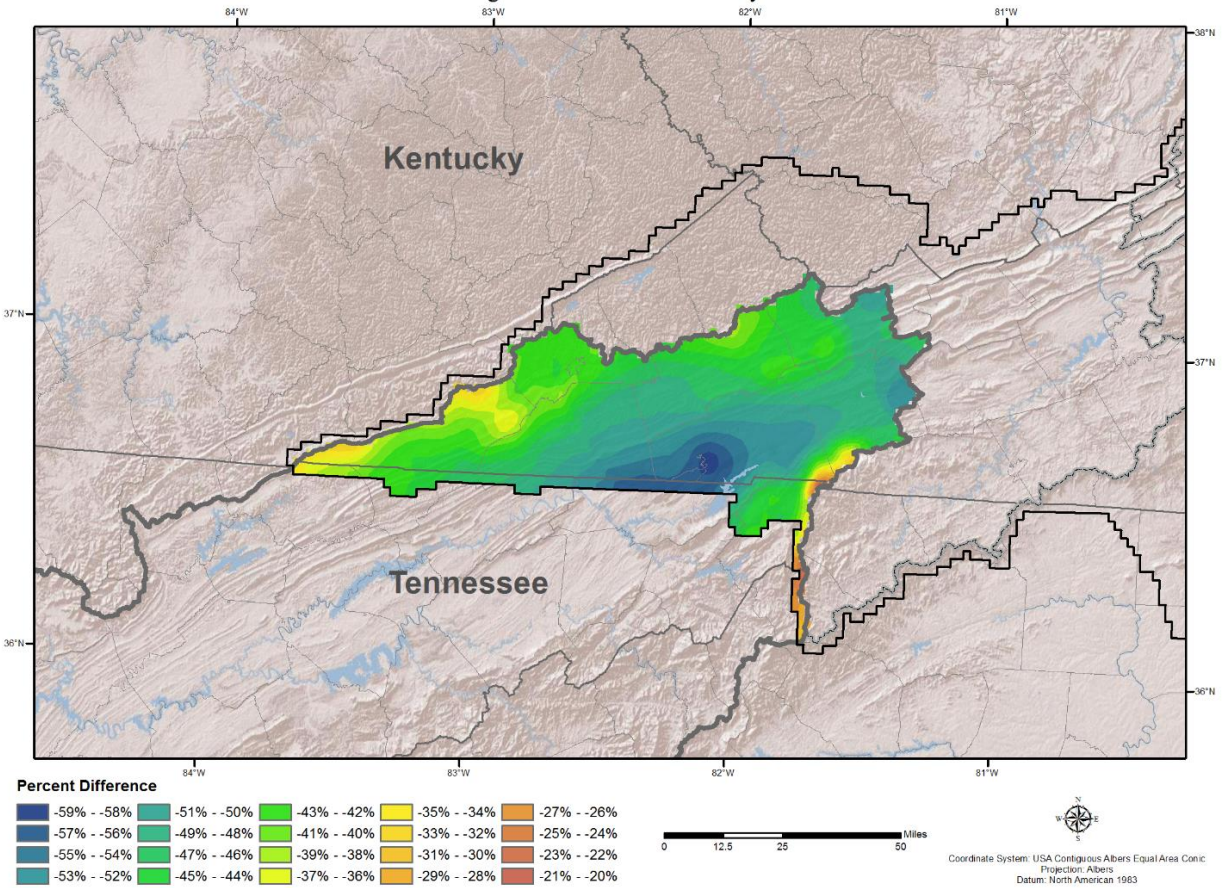 84°W 82°W 81°W
38°N
Kentucky
37°N
37°N
Tennessee
36°N
36°N
84°W 83°W 82°W 81°W
Percent Difference
-59% - -58% -51% - -50% -43% - -42% -35% - -34% -27% - -26%
-57% - -56% -49% - -48% -41% - -40% -33% - -32% -25% - -24%
-55% - -54% -47% - -46% -39% - -38% -31% - -30% -23% - -22%
-53% - -52% -45% - -44% -37% - -36% -29% - -28% -21% - -20%
Miles
0 12.5 25 50
N
W E
S
Coordinate System: USA Contiguous Albers Equal Area Conic
Projection: Albers
Datum: North American 1983